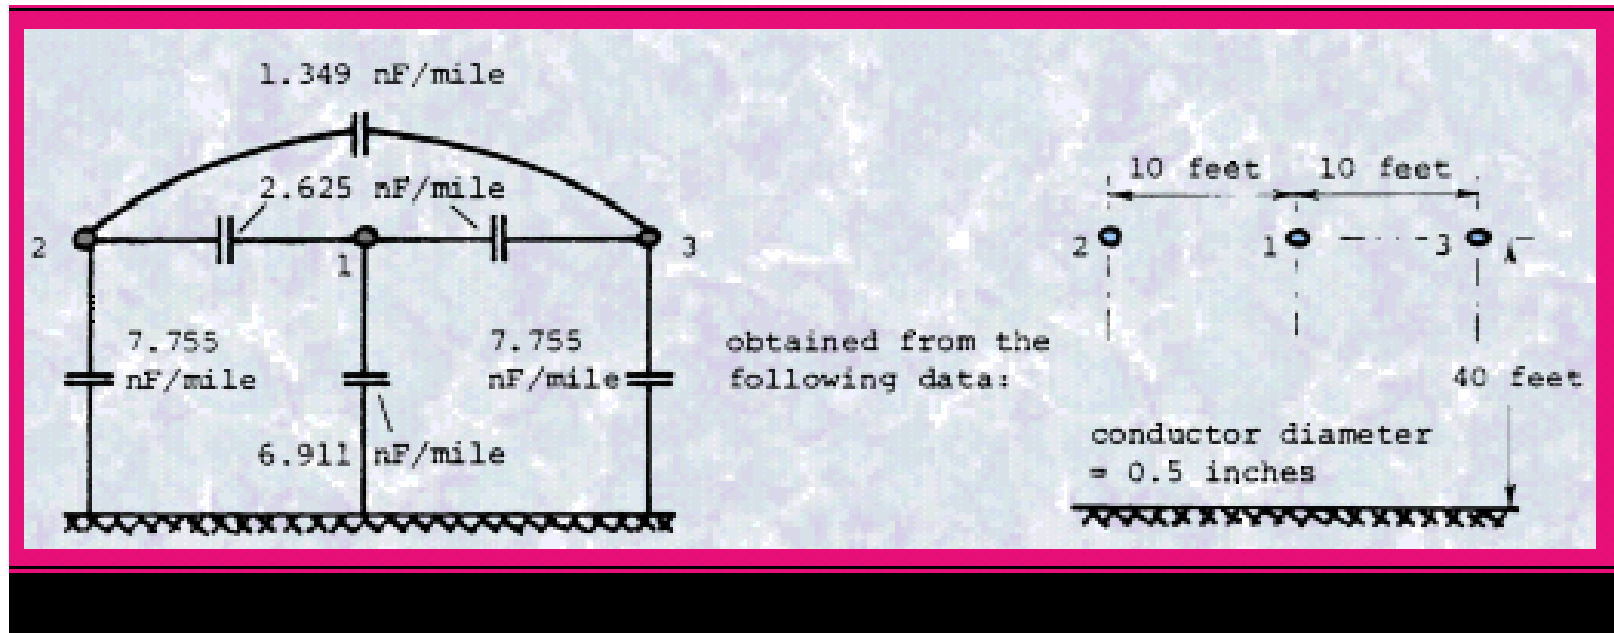 1.349 nF/mile
2.625 nF/mile
2
1
3
7.755
nF/mile
7.755
nF/mile
6.911 nF/mile
obtained from the
following data:
10 feet
10 feet
2
1
3
40 feet
conductor diameter
= 0.5 inches